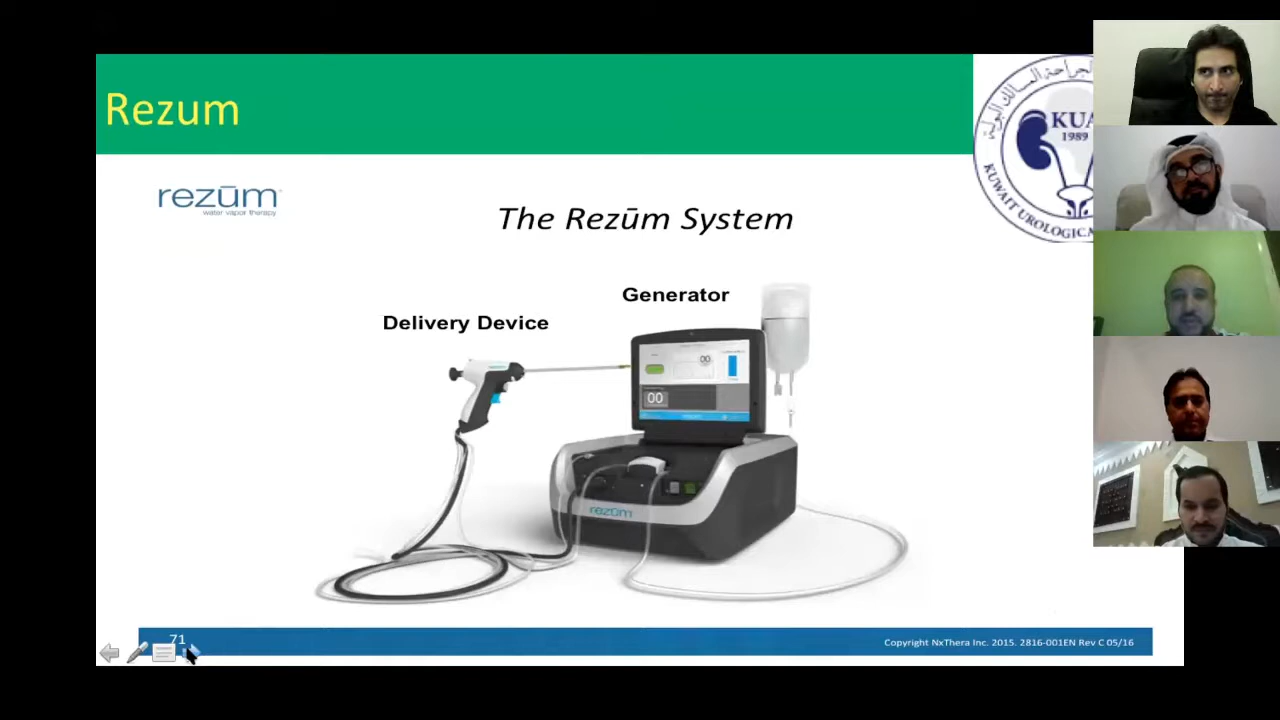 Rezum
rezūm
water vapor therapy
The Rezūm System
Generator
Delivery Device
00
00
rezūm
KUA
1989
KUWAIT UROLOGICAL
71
Copyright NxThera Inc. 2015. 2816-001EN Rev C 05/16